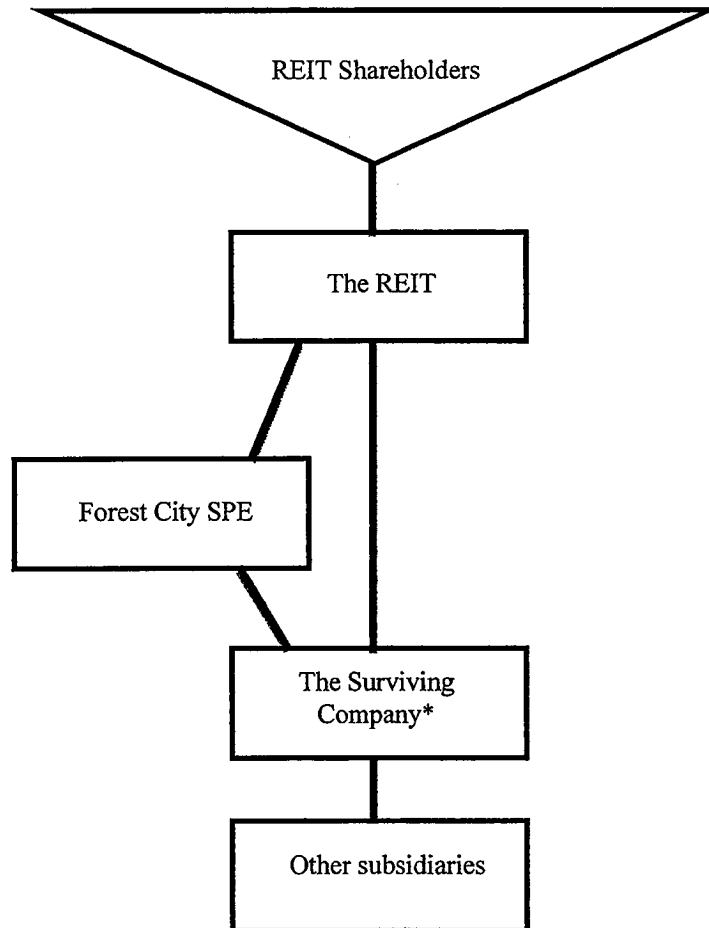 REIT Shareholders
The REIT
Forest City SPE
The Surviving
Company*
Other subsidiaries